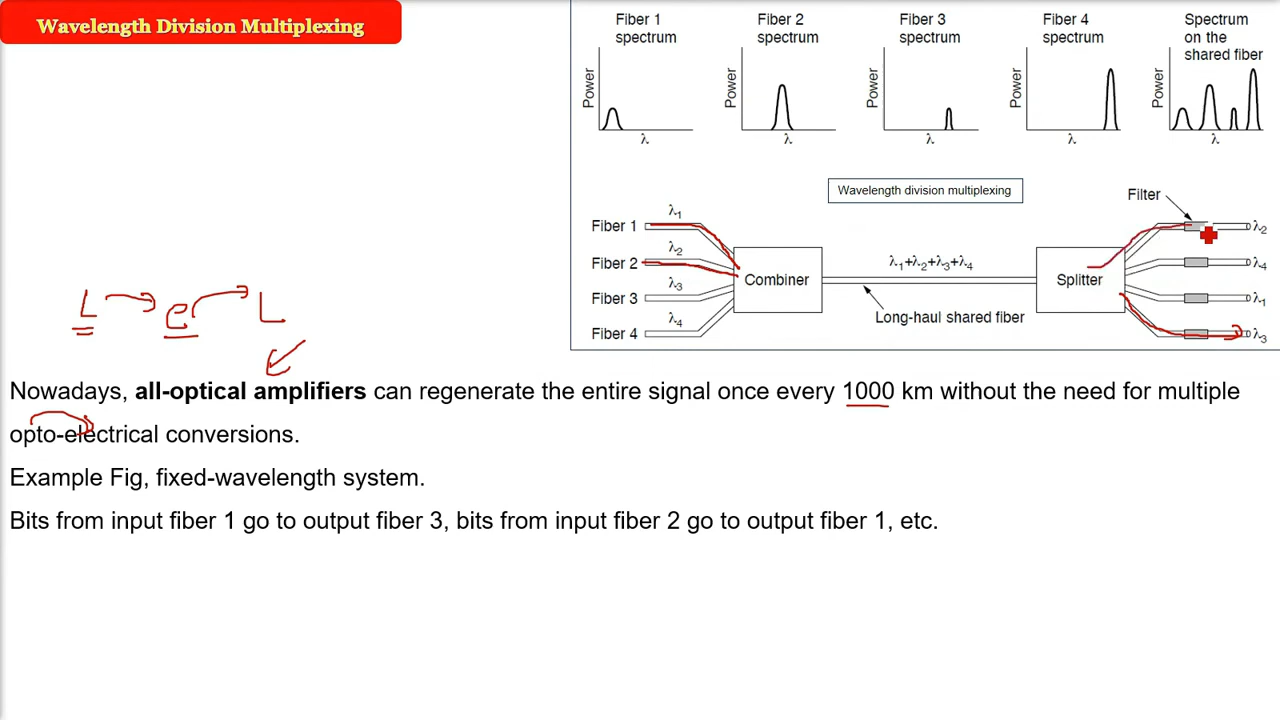 Wavelength Division Multiplexing
Fiber 1
spectrum
Fiber 2
spectrum
Fiber 3
spectrum
Fiber 4
spectrum
Spectrum
on the
shared fiber
Power
Power
Power
Power
Power
λ
λ
λ
λ
λ
Wavelength division multiplexing
Filter
λ1
Fiber 1
λ2
λ2
Fiber 2
λ1+λ2+λ3+λ4
λ4
Combiner
Splitter
λ3
Fiber 3
λ1
Long-haul shared fiber
λ4
Fiber 4
λ3
L e L
Nowadays, all-optical amplifiers can regenerate the entire signal once every 1000 km without the need for multiple
opto-electrical conversions.
Example Fig, fixed-wavelength system.
Bits from input fiber 1 go to output fiber 3, bits from input fiber 2 go to output fiber 1, etc.